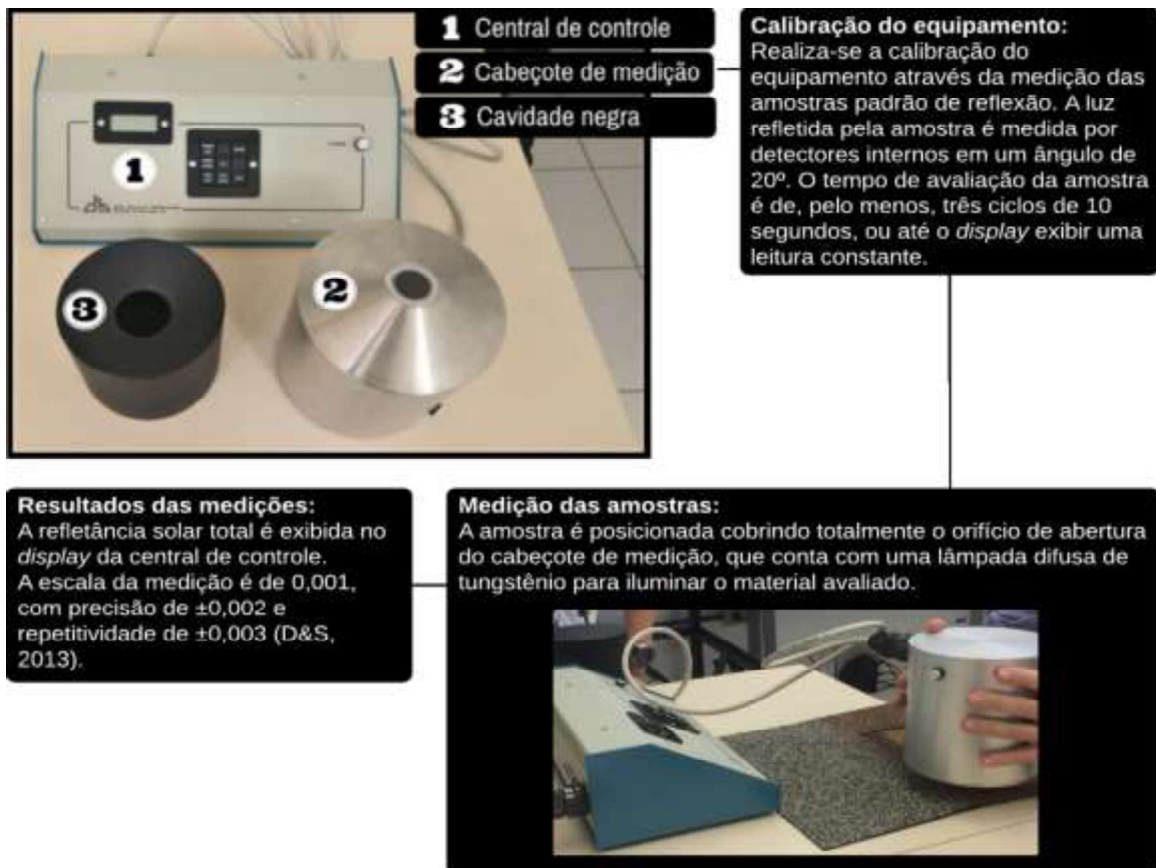 1 Central de controle
2 Cabeçote de medição
3 Cavidade negra
1
2
3
Calibração do equipamento:
Realiza-se a calibração do
equipamento através da medição das
amostras padrão de reflexão. A luz
refletida pela amostra é medida por
detectores internos em um ângulo de
20º. O tempo de avaliação da amostra
é de, pelo menos, três ciclos de 10
segundos, ou até o display exibir uma
leitura constante.
Medição das amostras:
A amostra é posicionada cobrindo totalmente o orifício de abertura
do cabeçote de medição, que conta com uma lâmpada difusa de
tungstênio para iluminar o material avaliado.
Resultados das medições:
A refletância solar total é exibida no
display da central de controle.
A escala da medição é de 0,001,
com precisão de ±0,002 e
repetitividade de ±0,003 (D&S,
2013).